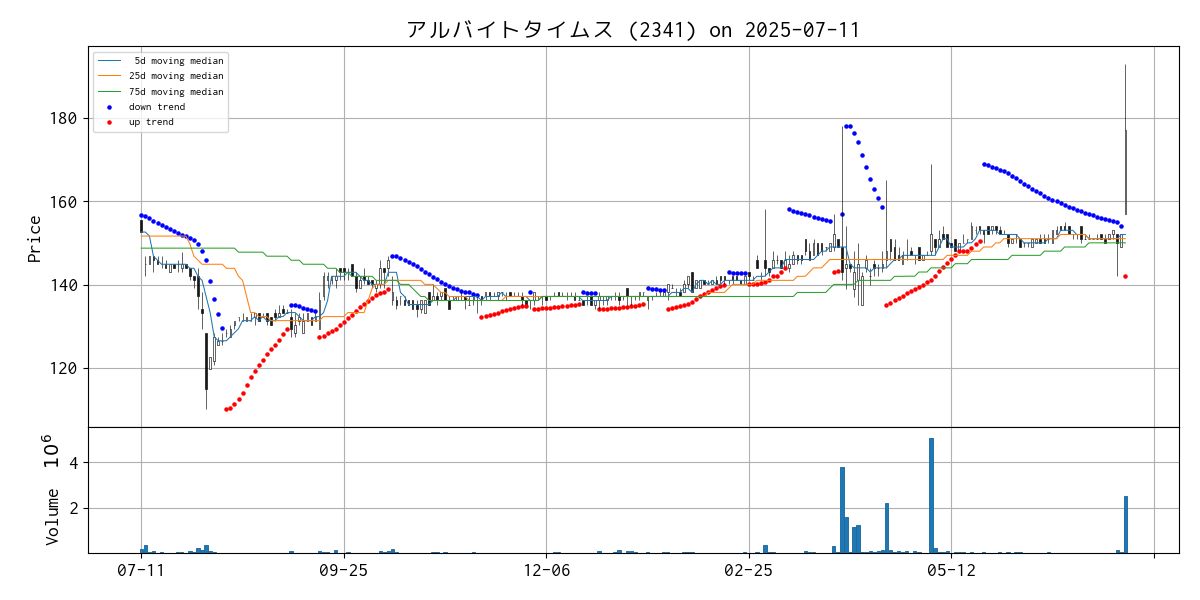 アルバイトタイムス (2341) on 2025-07-11
5d moving median
25d moving median
75d moving median
down trend
up trend
Price
180
160
140
120
Volume 10^6
4
2
07-11
09-25
12-06
02-25
05-12